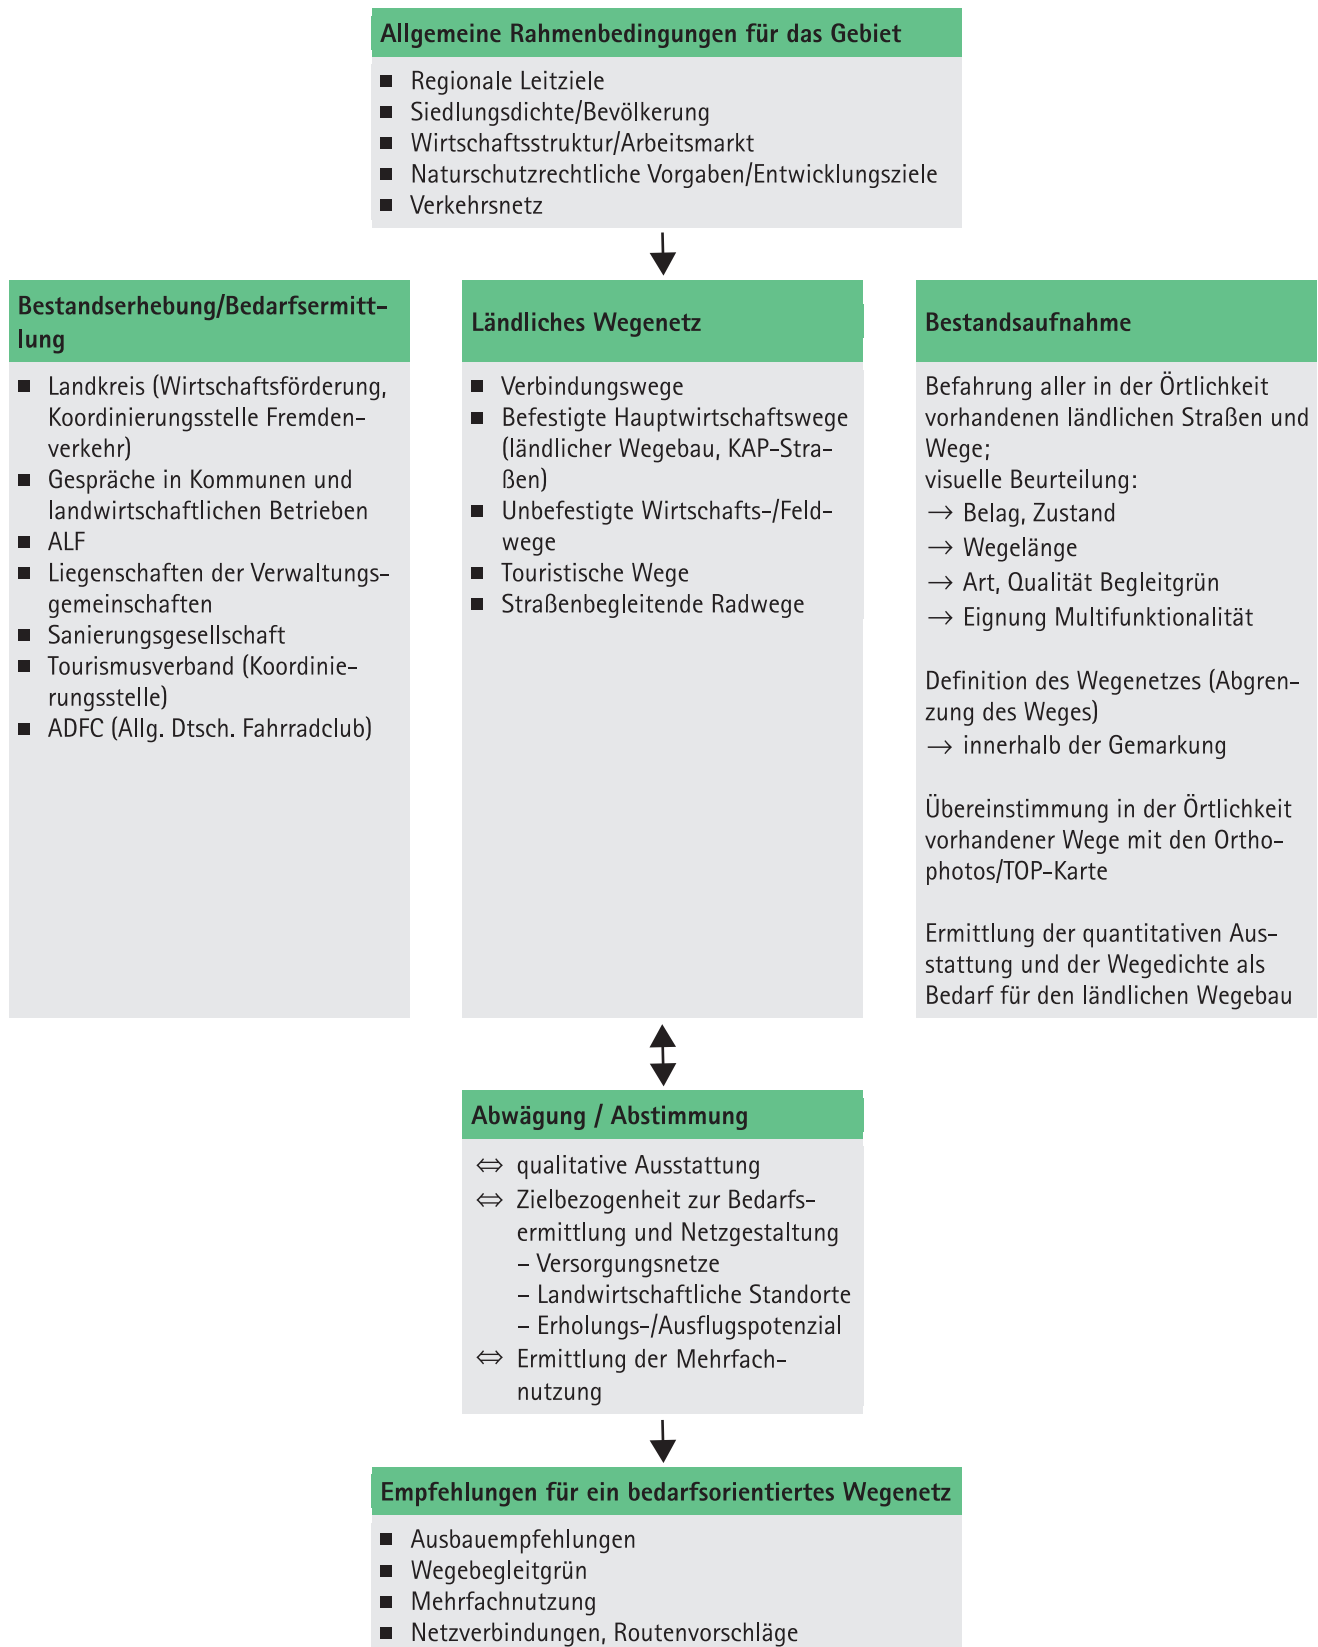 Allgemeine Rahmenbedingungen für das Gebiet
■ Regionale Leitziele
■ Siedlungsdichte/Bevölkerung
■ Wirtschaftsstruktur/Arbeitsmarkt
■ Naturschutzrechtliche Vorgaben/Entwicklungsziele
■ Verkehrsnetz
Bestandserhebung/Bedarfsermitt-
lung
■ Landkreis (Wirtschaftsförderung,
Koordinierungsstelle Fremden-
verkehr)
■ Gespräche in Kommunen und
landwirtschaftlichen Betrieben
■ ALF
■ Liegenschaften der Verwaltungs-
gemeinschaften
■ Sanierungsgesellschaft
■ Tourismusverband (Koordinie-
rungsstelle)
■ ADFC (Allg. Dtsch. Fahrradclub)
Ländliches Wegenetz
■ Verbindungswege
■ Befestigte Hauptwirtschaftswege
(ländlicher Wegebau, KAP-Stra-
ßen)
■ Unbefestigte Wirtschafts-/Feld-
wege
■ Touristische Wege
■ Straßenbegleitende Radwege
Bestandsaufnahme
Befahrung aller in der Örtlichkeit
vorhandenen ländlichen Straßen und
Wege;
visuelle Beurteilung:
→ Belag, Zustand
→ Wegelänge
→ Art, Qualität Begleitgrün
→ Eignung Multifunktionalität
Definition des Wegenetzes (Abgren-
zung des Weges)
→ innerhalb der Gemarkung
Übereinstimmung in der Örtlichkeit
vorhandener Wege mit den Ortho-
photos/TOP-Karte
Ermittlung der quantitativen Aus-
stattung und der Wegedichte als
Bedarf für den ländlichen Wegebau
Abwägung / Abstimmung
⇔ qualitative Ausstattung
⇔ Zielbezogenheit zur Bedarfs-
ermittlung und Netzgestaltung
– Versorgungsnetze
– Landwirtschaftliche Standorte
– Erholungs-/Ausflugspotenzial
⇔ Ermittlung der Mehrfach-
nutzung
Empfehlungen für ein bedarfsorientiertes Wegenetz
■ Ausbauempfehlungen
■ Wegebegleitgrün
■ Mehrfachnutzung
■ Netzverbindungen, Routenvorschläge